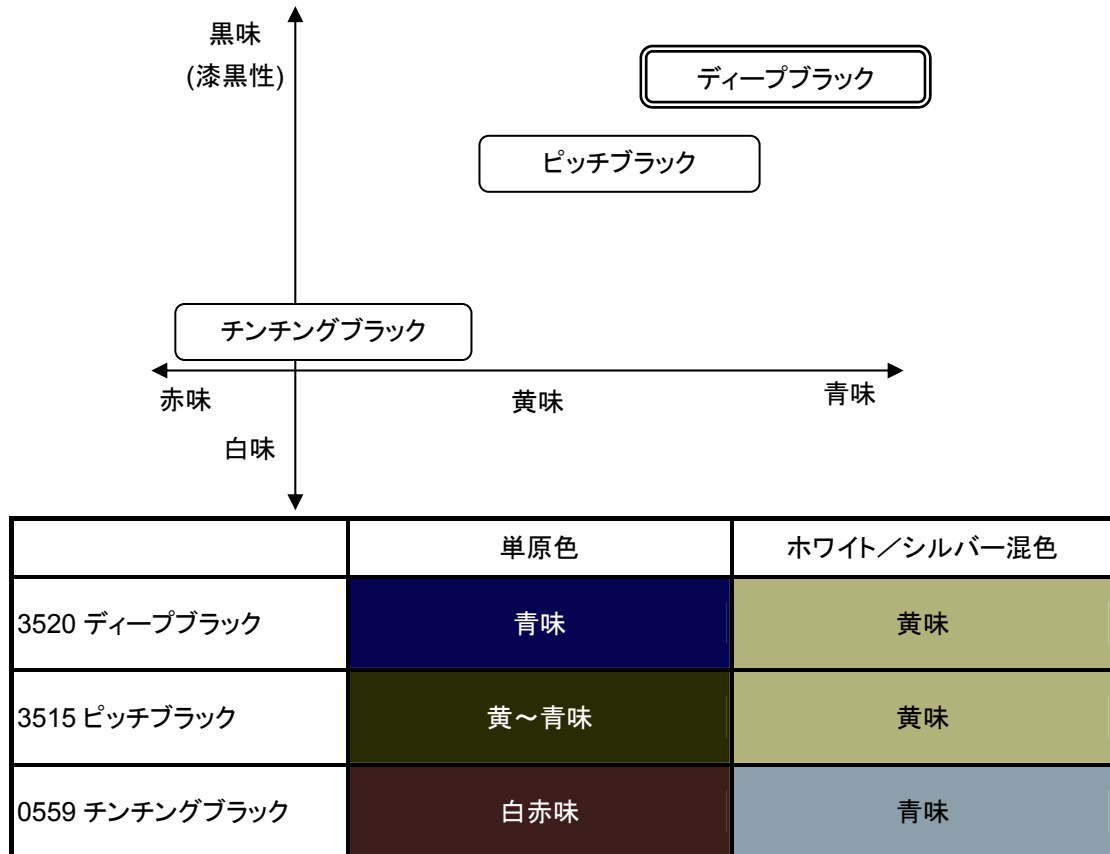 黒味
(漆黒性)
ディープブラック
ピッチブラック
チンチングブラック
赤味
黄味
青味
白味
単原色
ホワイト／シルバー混色
3520 ディープブラック
青味
黄味
3515 ピッチブラック
黄～青味
黄味
0559 チンチングブラック
白赤味
青味